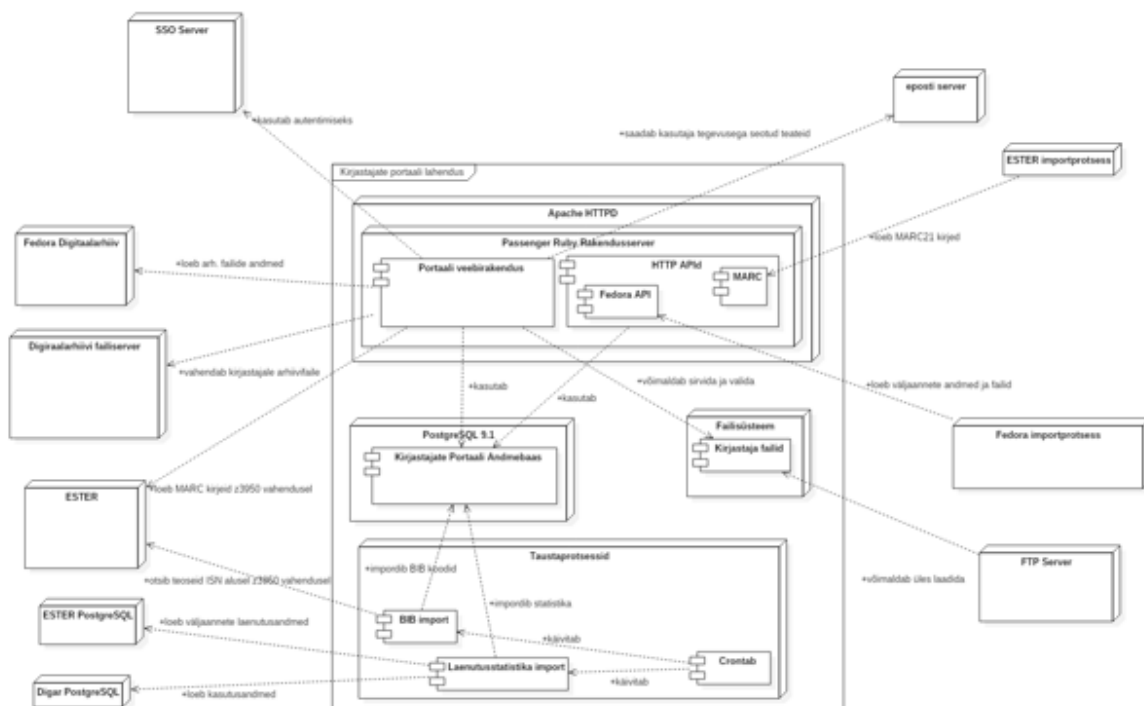 SSO Server
eposti server
+kasutab autentimiseks
+saadab kasutaja tegevusega seotud teateid
ESTER importprotsess
Kirjastajate portaali lahendus
Apache HTTPD
Fedora Digitaalarhiiv
Passenger Ruby Rakendusserver
+loeb MARC21 kirjed
+loeb arh. failide andmed
Portaali veebirakendus
HTTP APId
MARC
Fedora API
Digiraalarhiivi failiserver
+vahendab kirjastajale arhiivifaile
+kasutab
+võimaldab sirvida ja valida
+loeb väljaannete andmed ja failid
+kasutab
PostgreSQL 9.1
Failisüsteem
Fedora importprotsess
Kirjastajate Portaali Andmebaas
Kirjastaja failid
ESTER
+loeb MARC kirjeid z3950 vahendusel
Taustaprotsessid
FTP Server
+impordib BIB koodid
+otsib teoseid ISN alusel z3950 vahendusel
+võimaldab üles laadida
+impordib statistika
ESTER PostgreSQL
+loeb väljaannete laenutusandmed
BIB import
+käivitab
Laenutusstatistika import
Crontab
+käivitab
Digar PostgreSQL
+loeb kasutusandmed